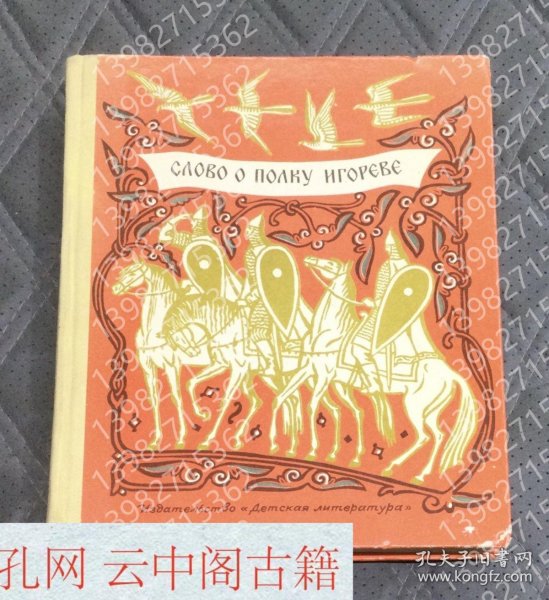 СЛОВО О ПОЛКУ ИГОРЕВЕ
Издательство «Детская литература»
孔网 云中阁古籍
孔夫子旧书网
www.kongfz.com
13982715362